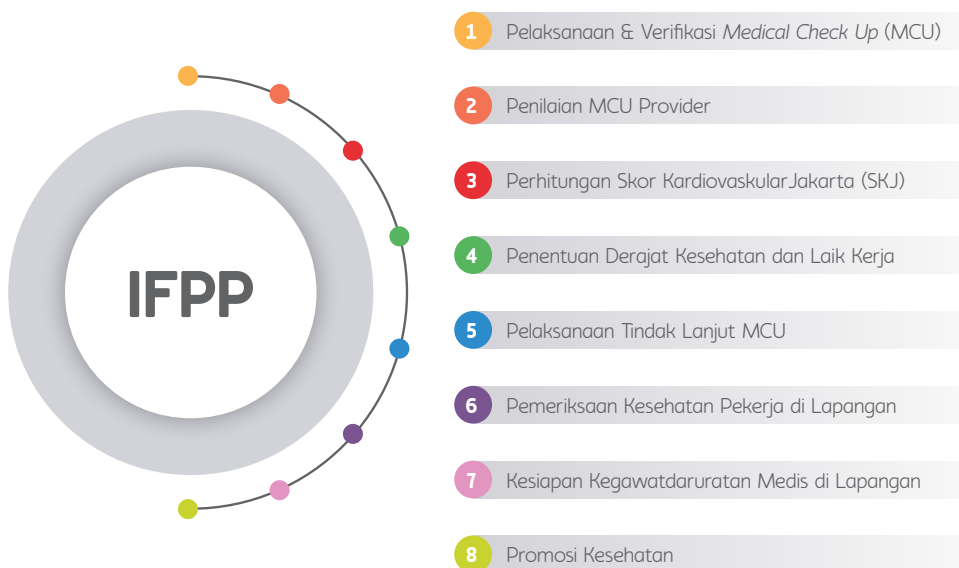 IFPP
1 Pelaksanaan & Verifikasi Medical Check Up (MCU)
2 Penilaian MCU Provider
3 Perhitungan Skor KardiovaskularJakarta (SKJ)
4 Penentuan Derajat Kesehatan dan Laik Kerja
5 Pelaksanaan Tindak Lanjut MCU
6 Pemeriksaan Kesehatan Pekerja di Lapangan
7 Kesiapan Kegawatdaruratan Medis di Lapangan
8 Promosi Kesehatan